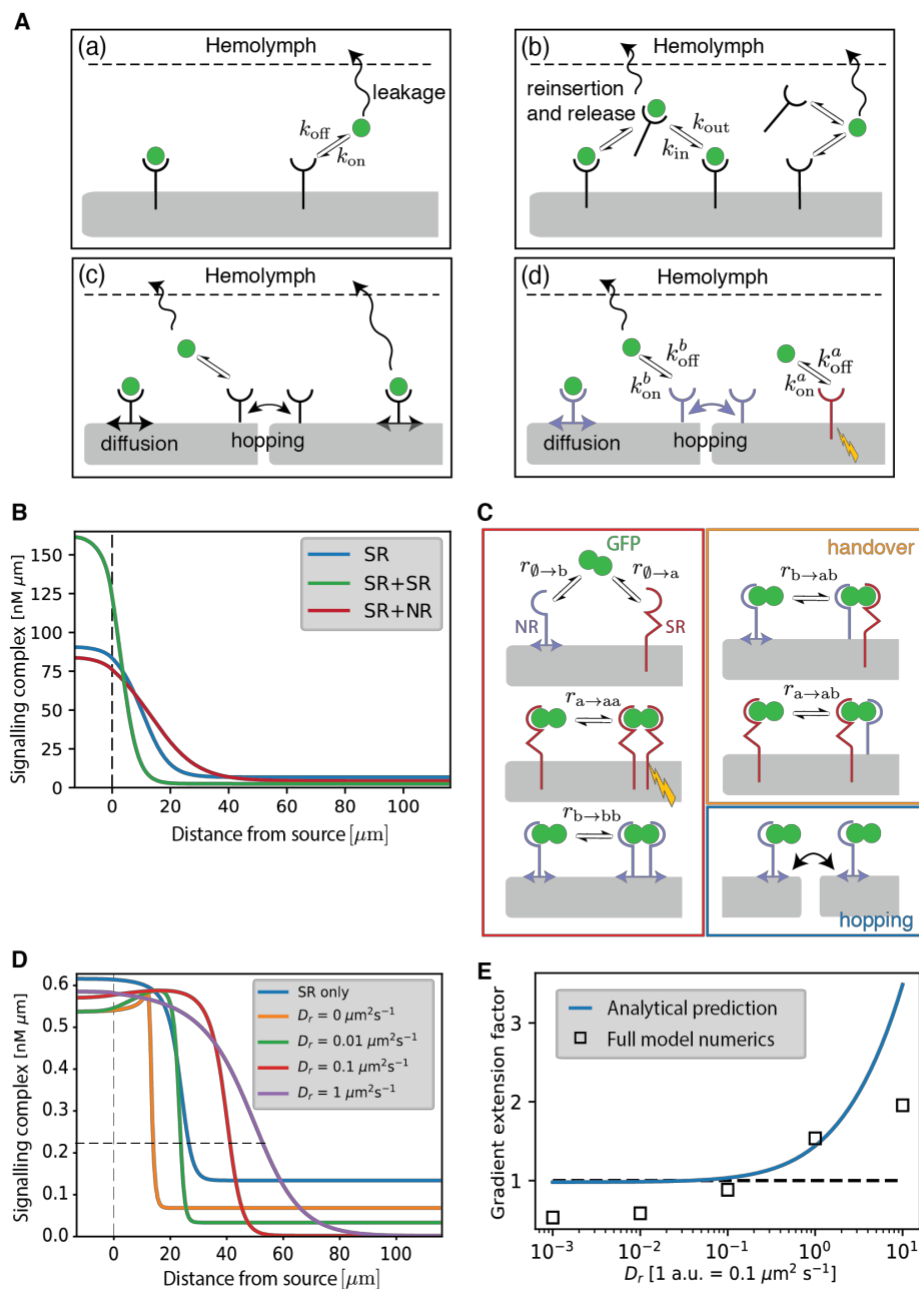 A
(a)
Hemolymph
leakage
k_off
k_on
(b)
Hemolymph
reinsertion
and release
k_out
k_in
(c)
Hemolymph
diffusion
hopping
(d)
Hemolymph
k^b_off
k^b_on
k^a_off
k^a_on
diffusion
hopping
B
Signalling complex [nM μm]
150
125
100
75
50
25
0
SR
SR+SR
SR+NR
0 20 40 60 80 100
Distance from source [μm]
C
GFP
r_∅→b
r_∅→a
NR
SR
r_a→aa
r_b→bb
handover
r_b→ab
r_a→ab
hopping
D
Signalling complex [nM μm]
0.6
0.5
0.4
0.3
0.2
0.1
0.0
SR only
D_r = 0 μm²s⁻¹
D_r = 0.01 μm²s⁻¹
D_r = 0.1 μm²s⁻¹
D_r = 1 μm²s⁻¹
0 20 40 60 80 100
Distance from source [μm]
E
Gradient extension factor
3
2
1
Analytical prediction
Full model numerics
10⁻³ 10⁻² 10⁻¹ 10⁰ 10¹
D_r [1 a.u. = 0.1 μm² s⁻¹]